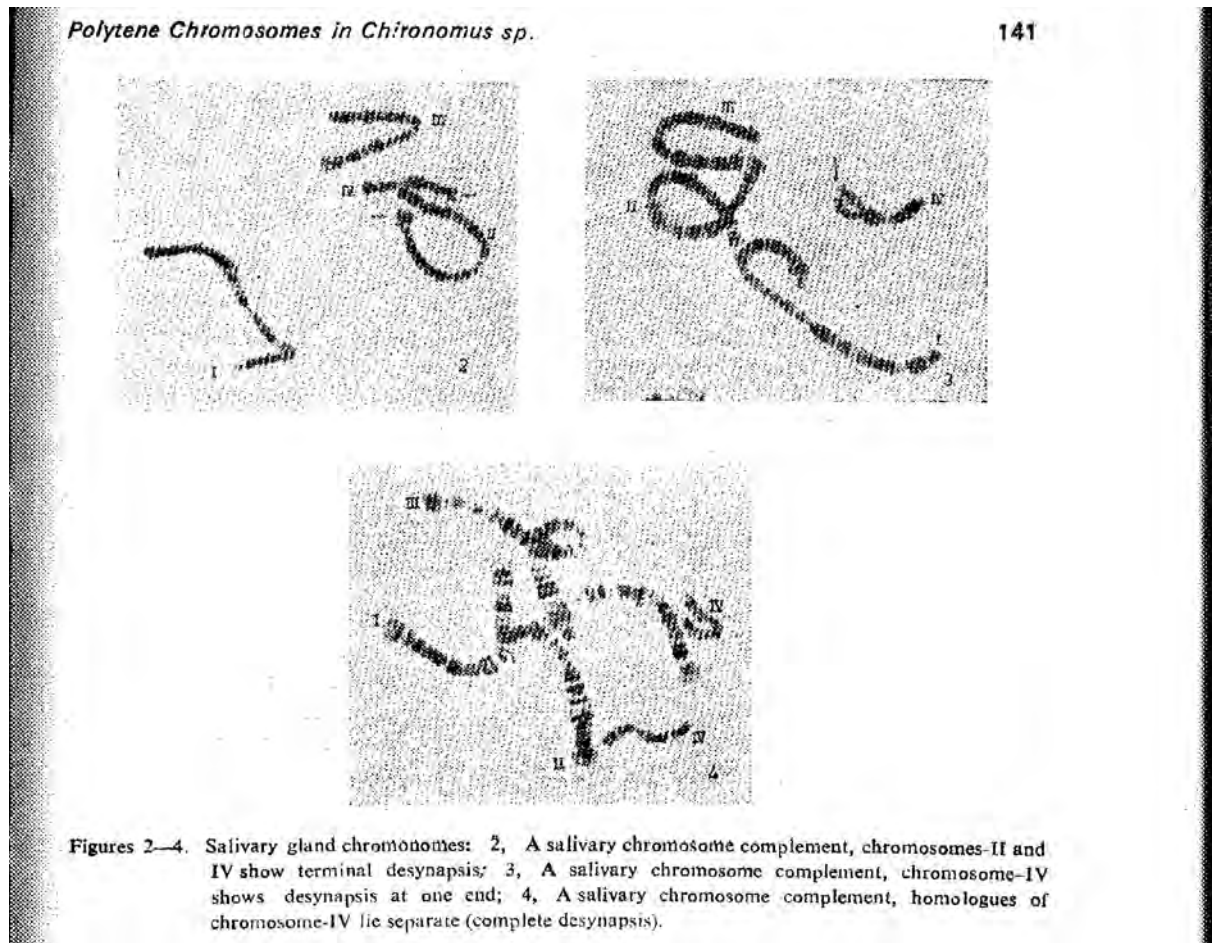 Polytene Chromosomes in Chironomus sp.
141
III
IV
II
I
2
III
II
IV
I
3
III
IV
I
II
IV
4
Figures 2—4. Salivary gland chromonomes: 2, A salivary chromosome complement, chromosomes-II and
IV show terminal desynapsis; 3, A salivary chromosome complement, chromosome-IV
shows desynapsis at one end; 4, A salivary chromosome complement, homologues of
chromosome-IV lie separate (complete desynapsis).